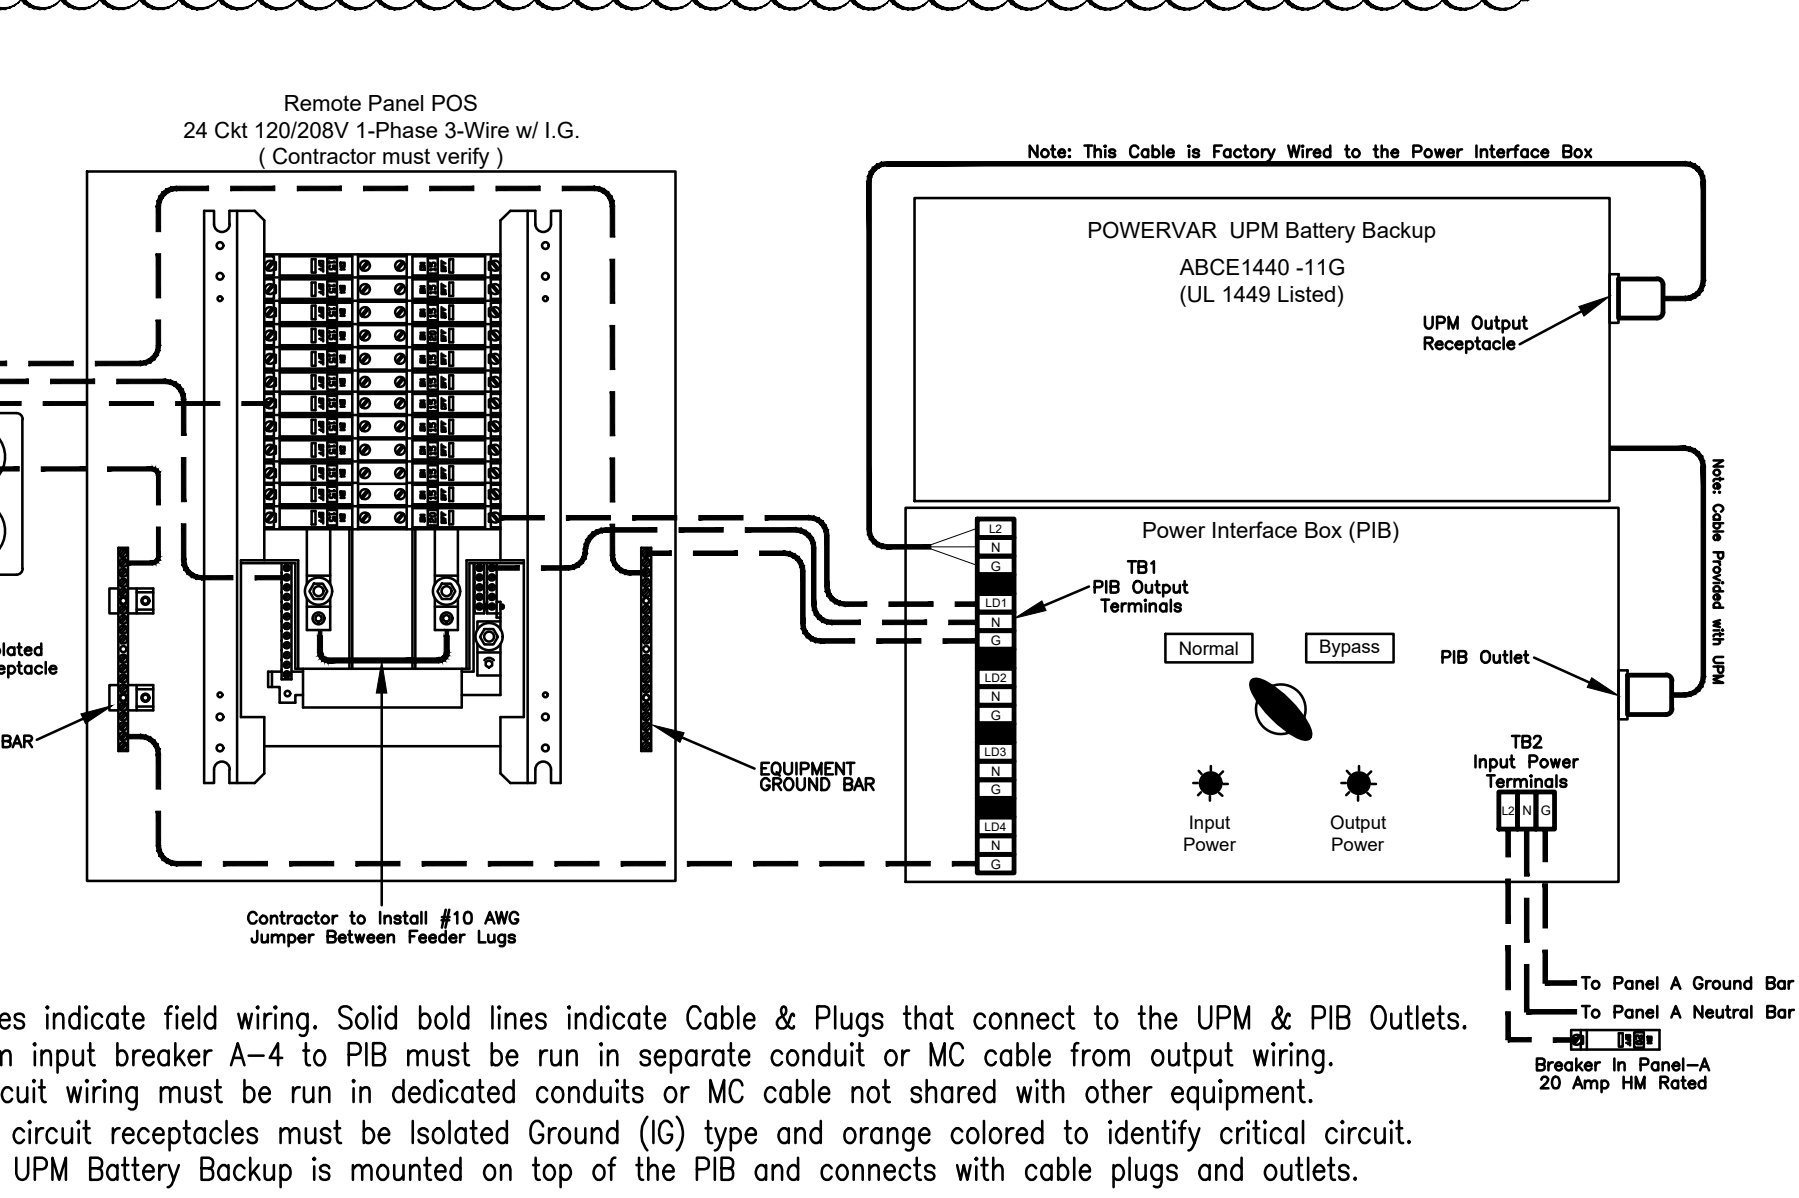 Remote Panel POS
24 Ckt 120/208V 1-Phase 3-Wire w/ I.G.
( Contractor must verify )
Note: This Cable is Factory Wired to the Power Interface Box
POWERVAR UPM Battery Backup
ABCE1440 -11G
(UL 1449 Listed)
UPM Output
Receptacle
Note: Cable Provided with UPM
Power Interface Box (PIB)
L2
N
G
LD1
N
G
LD2
N
G
LD3
N
G
LD4
N
G
TB1
PIB Output
Terminals
Normal
Bypass
PIB Outlet
Input
Power
Output
Power
TB2
Input Power
Terminals
L2 N G
BAR
EQUIPMENT
GROUND BAR
Contractor to Install #10 AWG
Jumper Between Feeder Lugs
To Panel A Ground Bar
To Panel A Neutral Bar
Breaker In Panel-A
20 Amp HM Rated
indicate field wiring. Solid bold lines indicate Cable & Plugs that connect to the UPM & PIB Outlets.
input breaker A-4 to PIB must be run in separate conduit or MC cable from output wiring.
wiring must be run in dedicated conduits or MC cable not shared with other equipment.
circuit receptacles must be Isolated Ground (IG) type and orange colored to identify critical circuit.
UPM Battery Backup is mounted on top of the PIB and connects with cable plugs and outlets.